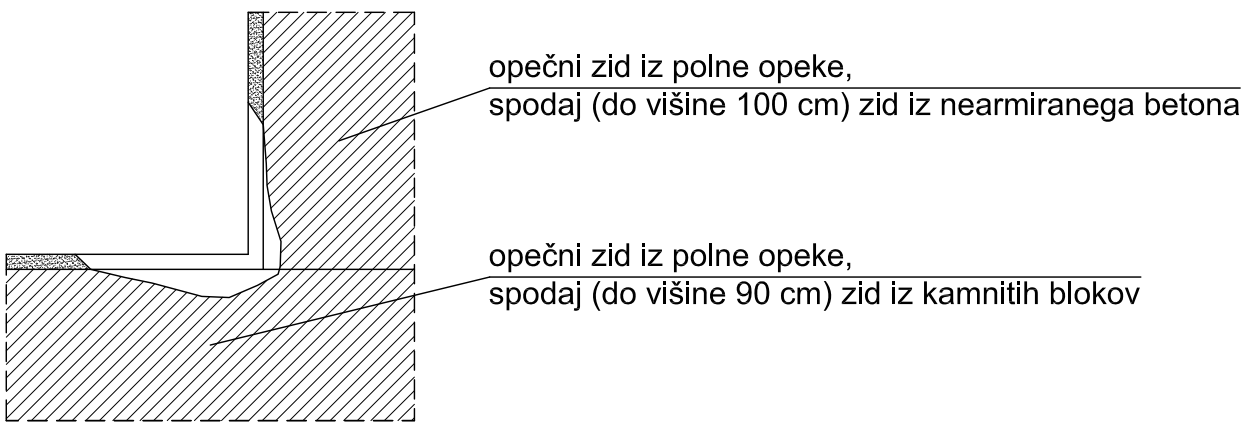 opečni zid iz polne opeke,
spodaj (do višine 100 cm) zid iz nearmiranega betona
opečni zid iz polne opeke,
spodaj (do višine 90 cm) zid iz kamnitih blokov